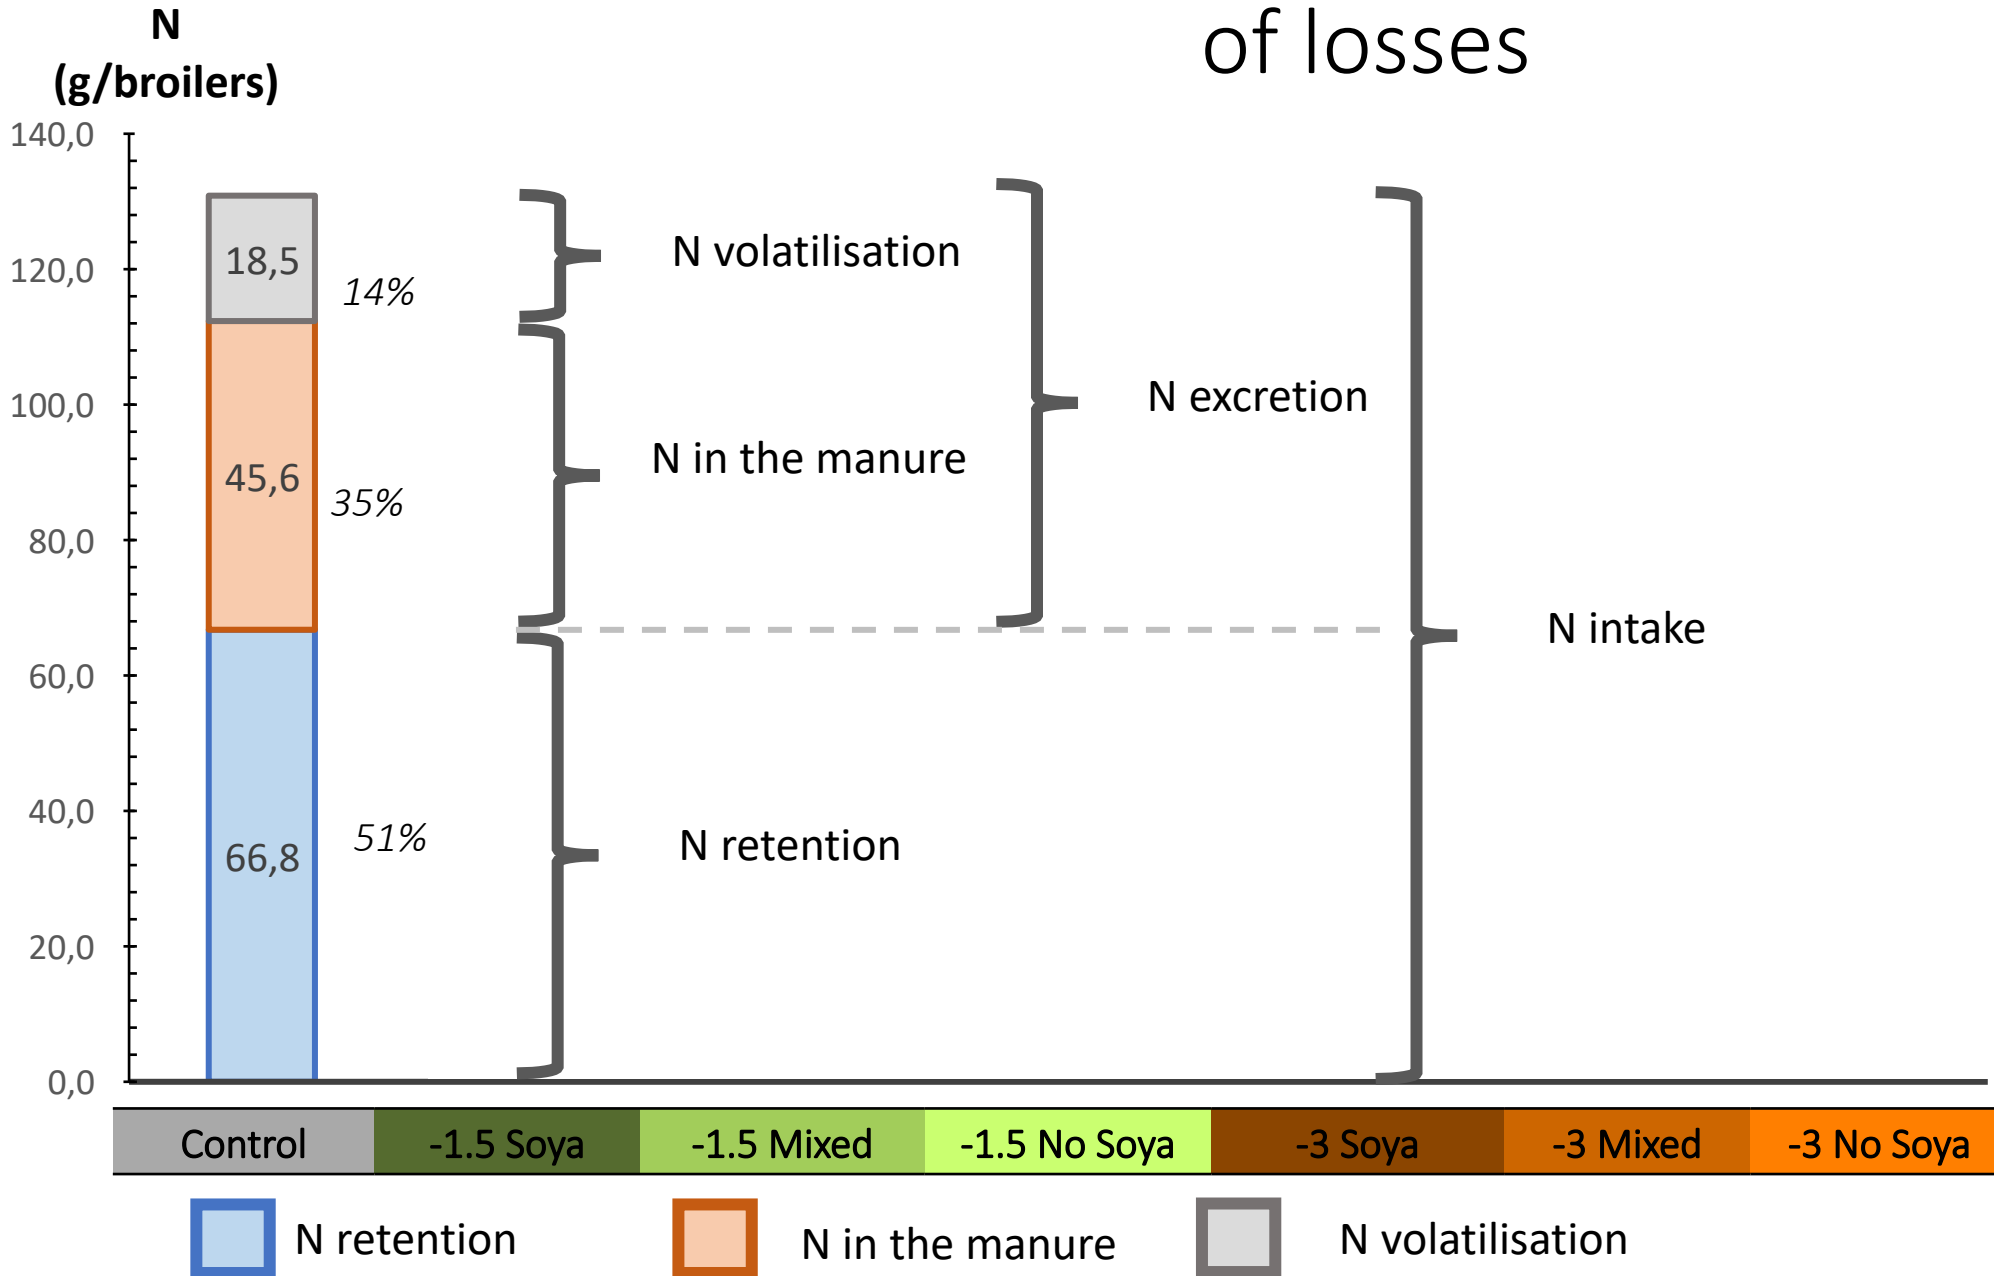 of losses
N
(g/broilers)
140,0
120,0
100,0
80,0
60,0
40,0
20,0
0,0
18,5
14%
45,6
35%
66,8
51%
N volatilisation
N in the manure
N retention
N excretion
N intake
Control
-1.5 Soya
-1.5 Mixed
-1.5 No Soya
-3 Soya
-3 Mixed
-3 No Soya
N retention
N in the manure
N volatilisation